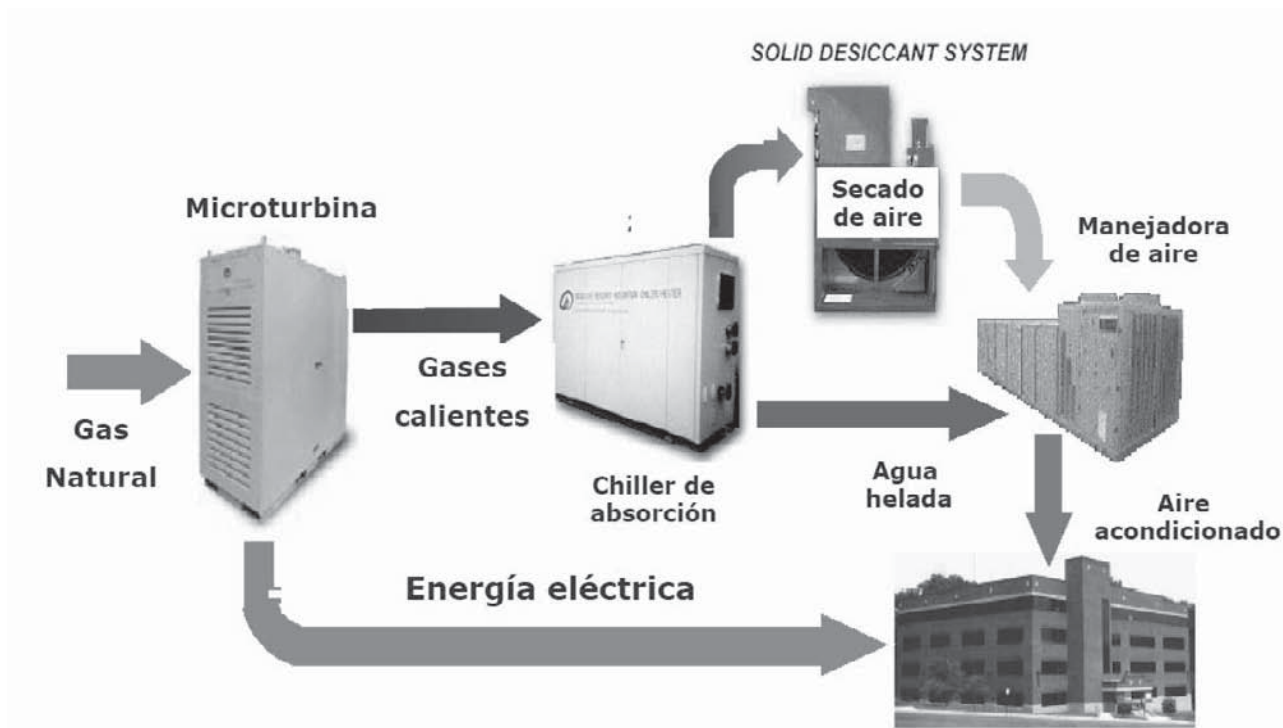 SOLID DESICCANT SYSTEM
Secado
de aire
Microturbina
Manejadora
de aire
Gases
calientes
Gas
Natural
Chiller de
absorción
Agua
helada
Aire
acondicionado
Energía eléctrica